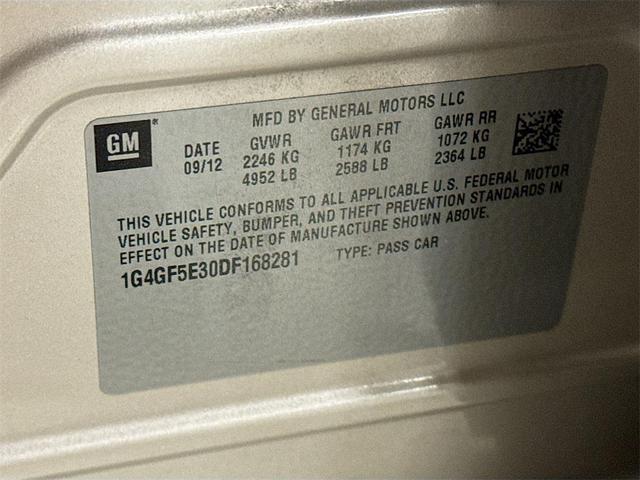 MFD BY GENERAL MOTORS LLC
GM
DATE GVWR GAWR FRT GAWR RR
09/12 2246 KG 1174 KG 1072 KG
4952 LB 2588 LB 2364 LB
THIS VEHICLE CONFORMS TO ALL APPLICABLE U.S. FEDERAL MOTOR
VEHICLE SAFETY, BUMPER, AND THEFT PREVENTION STANDARDS IN
EFFECT ON THE DATE OF MANUFACTURE SHOWN ABOVE.
1G4GF5E30DF168281 TYPE: PASS CAR